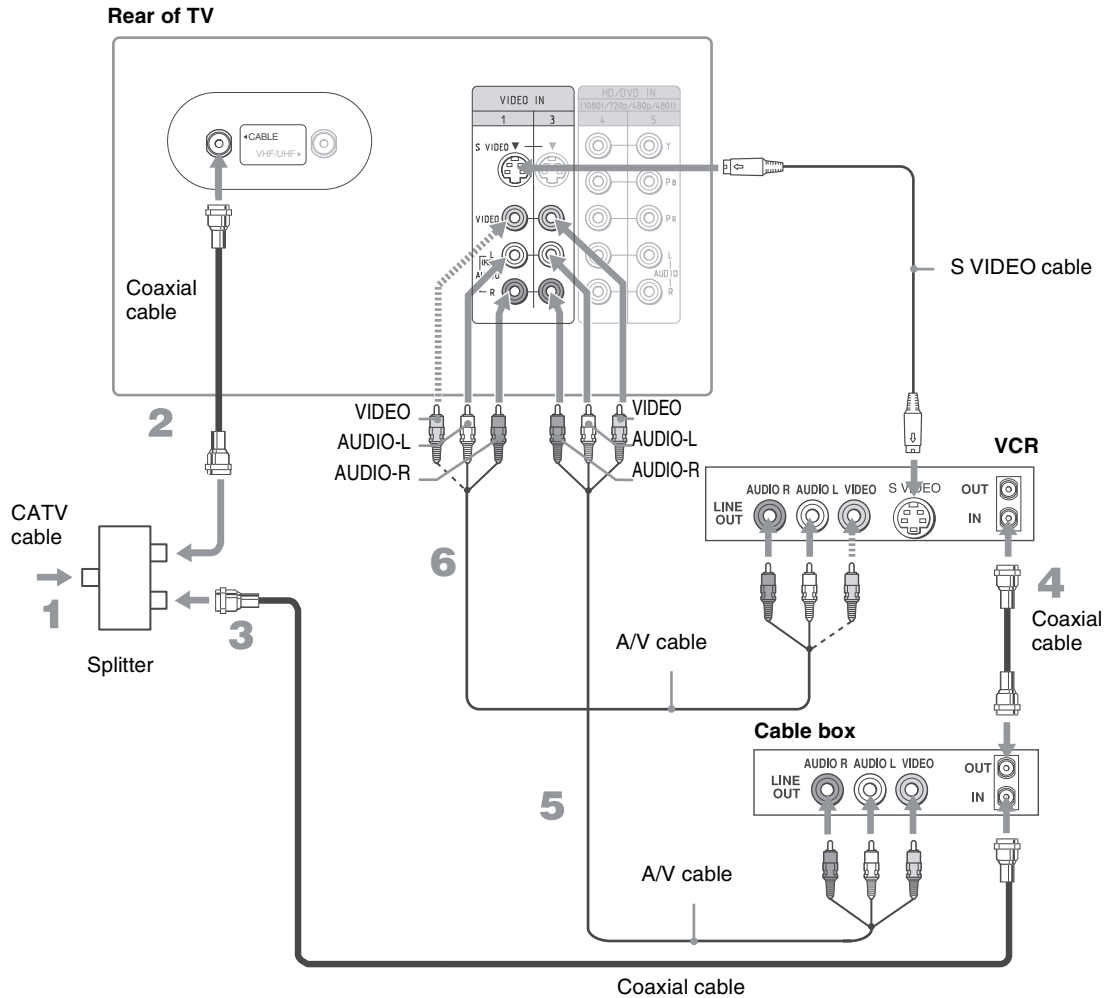 Rear of TV
VIDEO IN
1 3
HD/DVD IN
(1080i/720p/480p/480i)
4 5
CABLE
VHF/UHF
S VIDEO
Y
PB
VIDEO
PR
L
AUDIO
R
L
AUDIO
R
Coaxial
cable
S VIDEO cable
2
VIDEO
AUDIO-L
AUDIO-R
VIDEO
AUDIO-L
AUDIO-R
VCR
AUDIO R AUDIO L VIDEO S VIDEO
LINE
OUT
OUT
IN
CATV
cable
1
Splitter
3
6
4
Coaxial
cable
A/V cable
Cable box
AUDIO R AUDIO L VIDEO
LINE
OUT
OUT
IN
5
A/V cable
Coaxial cable